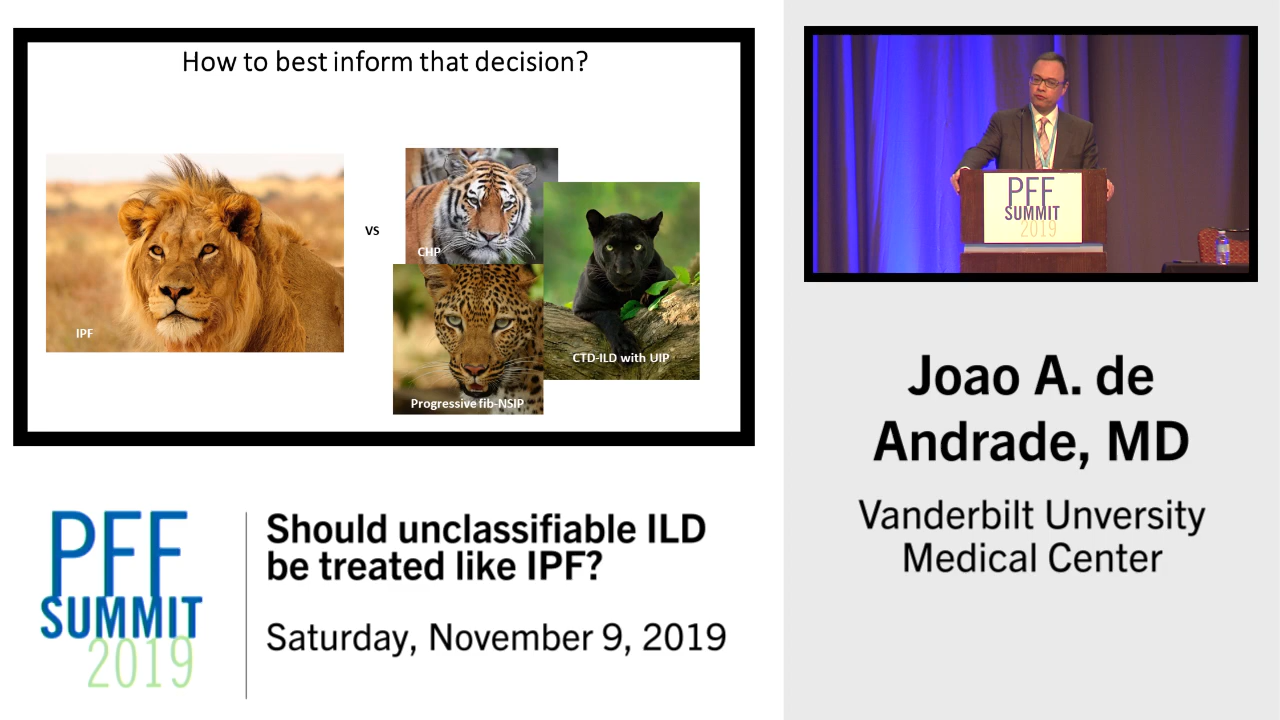 How to best inform that decision?
IPF
vs
CHP
Progressive fib-NSIP
CTD-ILD with UIP
PFF
SUMMIT
2019
Joao A. de
Andrade, MD
Vanderbilt Unversity
Medical Center
PFF
SUMMIT
2019
Should unclassifiable ILD
be treated like IPF?
Saturday, November 9, 2019